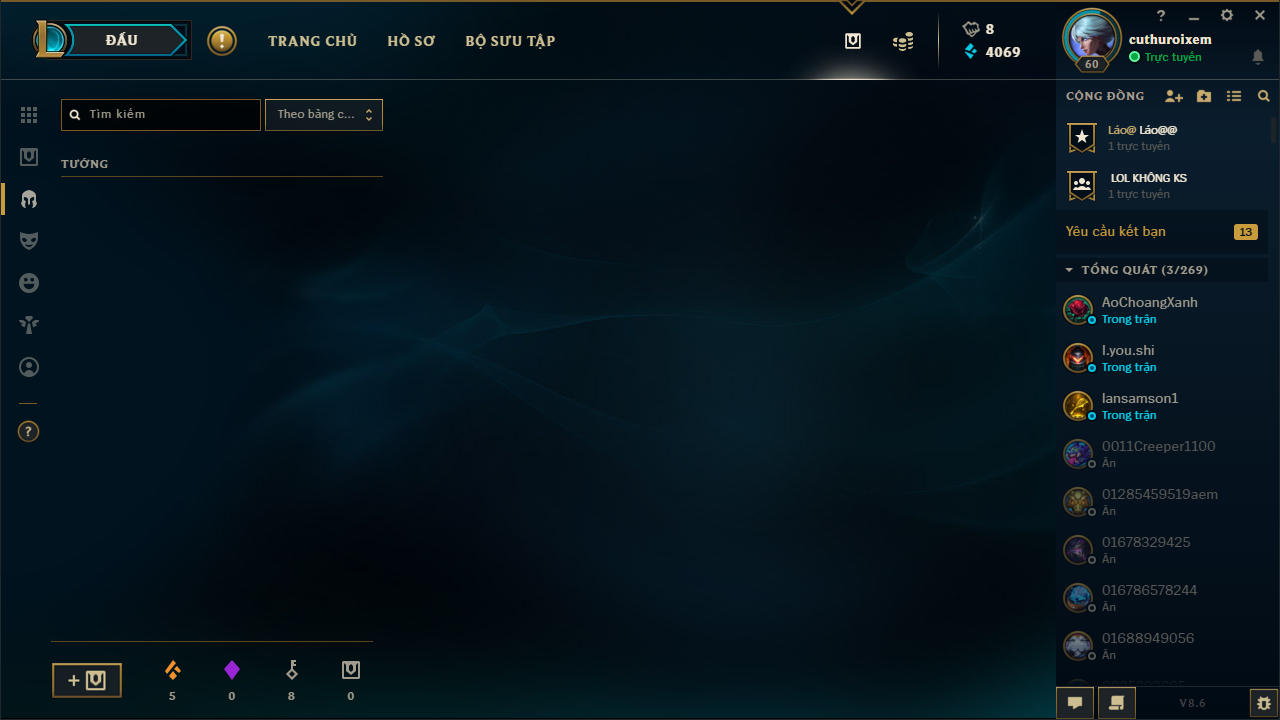 ĐẤU
TRANG CHỦ
HỒ SƠ
BỘ SƯU TẬP
8
4069
60
cuthuroixem
Trực tuyến
Tìm kiếm
Theo bảng c...
TƯỚNG
CỘNG ĐỒNG
Láo@ Láo@@
1 trực tuyến
LOL KHÔNG KS
1 trực tuyến
Yêu cầu kết bạn
13
TỔNG QUÁT (3/269)
AoChoangXanh
Trong trận
I.you.shi
Trong trận
lansamson1
Trong trận
0011Creeper1100
Ẩn
01285459519aem
Ẩn
01678329425
Ẩn
016786578244
Ẩn
01688949056
Ẩn
5
0
8
0
V8.6